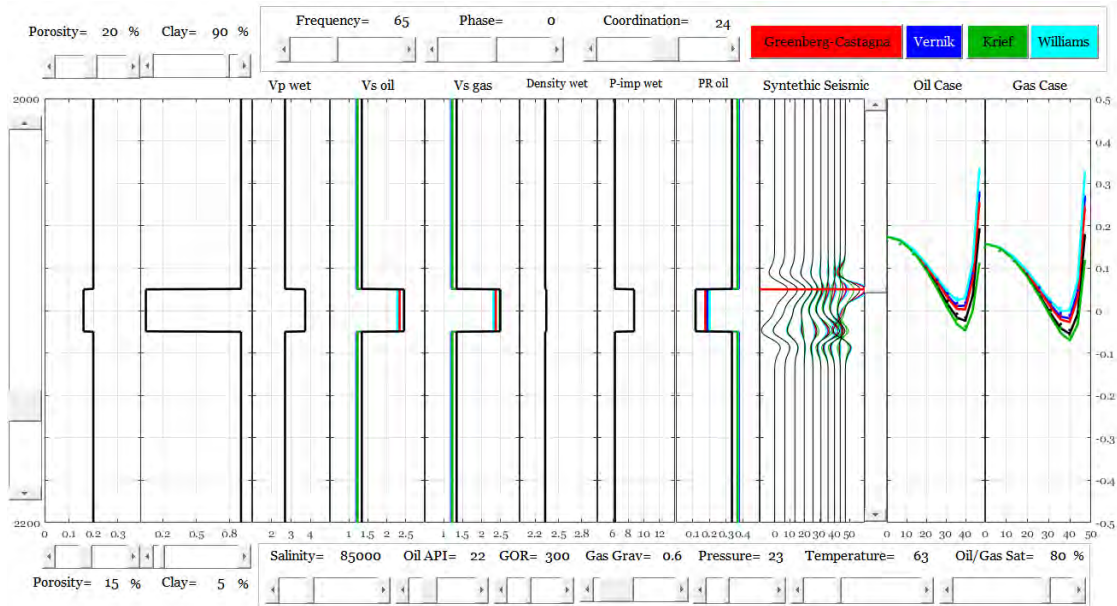 Frequency= 65 Phase= 0 Coordination= 24
Porosity= 20 % Clay= 90 %
Greenberg-Castagna Vernik Krief Williams
Vp wet Vs oil Vs gas Density wet P-imp wet PR oil Syntethic Seismic Oil Case Gas Case
2000
0.5
0.4
0.3
0.2
0.1
0
-0.1
-0.2
-0.3
-0.4
2200
-0.5
0 0.1 0.2 0.3 0.2 0.5 0.8 2 3 4 1 1.5 2 2.5 1 1.5 2 2.5 2.2 2.5 2.8 6 8 10 12 0.1 0.2 0.3 0 10 20 30 40 50 0 10 20 30 40 0 10 20 30 40 50
Salinity= 85000 Oil API= 22 GOR= 300 Gas Grav= 0.6 Pressure= 23 Temperature= 63 Oil/Gas Sat= 80 %
Porosity= 15 % Clay= 5 %